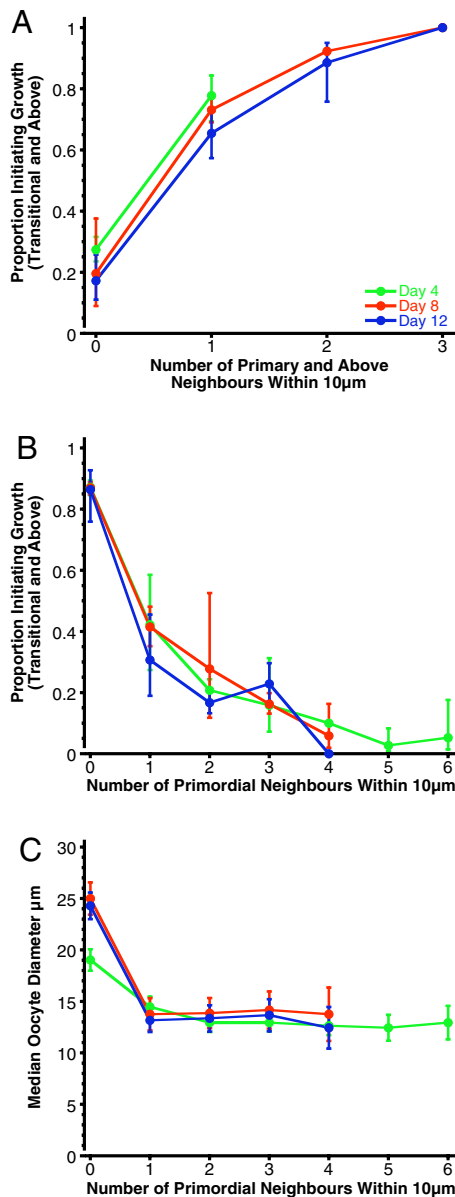 A
Proportion Initiating Growth
(Transitional and Above)
1
0.8
0.6
0.4
0.2
0
0 1 2 3
Day 4
Day 8
Day 12
Number of Primary and Above
Neighbours Within 10µm
B
Proportion Initiating Growth
(Transitional and Above)
1
0.8
0.6
0.4
0.2
0
0 1 2 3 4 5 6
Number of Primordial Neighbours Within 10µm
C
Median Oocyte Diameter µm
30
25
20
15
10
5
0
0 1 2 3 4 5 6
Number of Primordial Neighbours Within 10µm